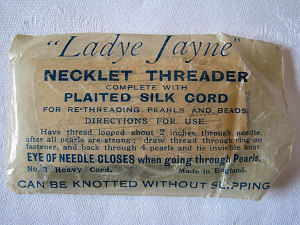 "Ladye Jayne"
NECKLET THREADER
COMPLETE WITH
PLAITED SILK CORD
FOR RE-THREADING PEARLS AND BEADS.
DIRECTIONS FOR USE:
Have thread looped about 2 inches through needle,
after all pearls are strung; draw thread through ring on
fastener, and back through 4 pearls and tie invisible knot.
EYE OF NEEDLE CLOSES when going through Pearls.
No. 3 Heavy Cord. Made in England.
CAN BE KNOTTED WITHOUT SLIPPING